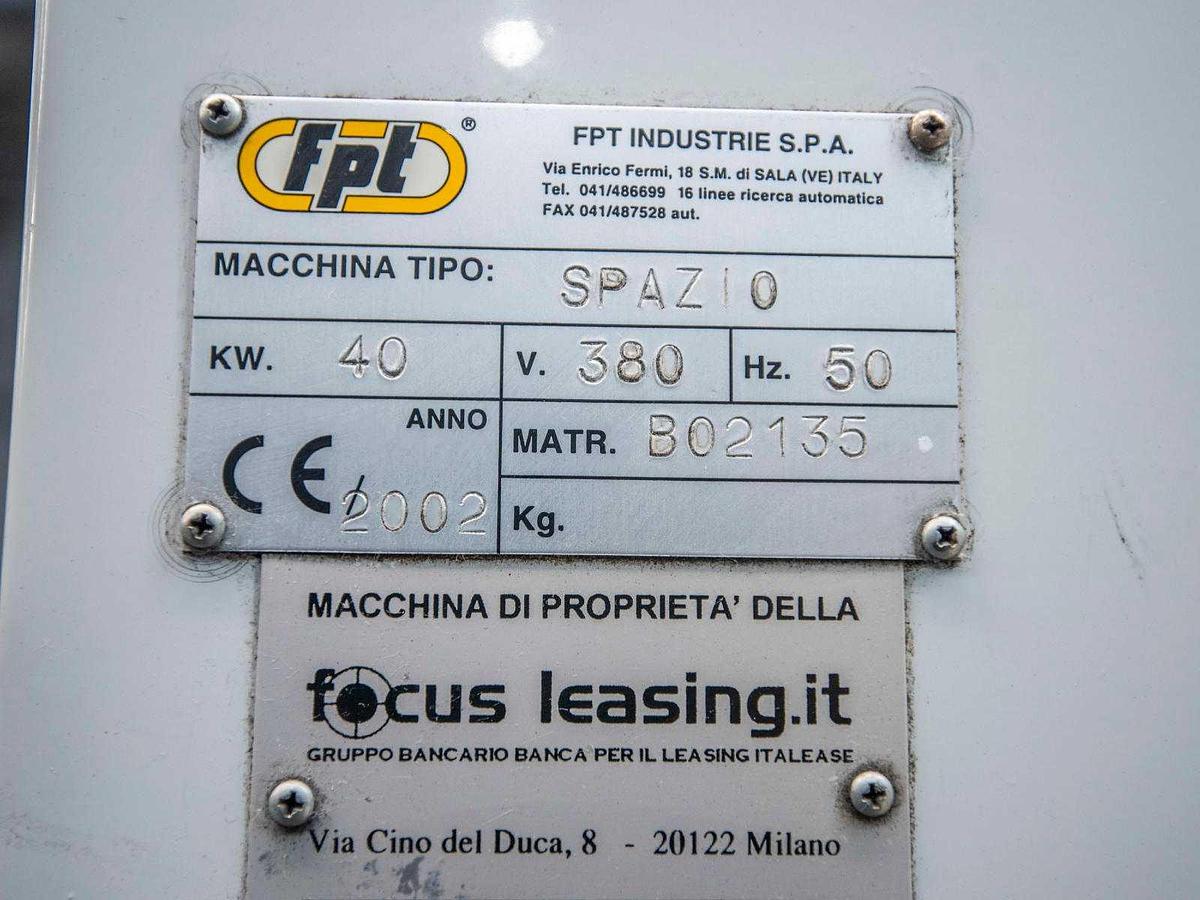 fpt ®
FPT INDUSTRIE S.P.A.
Via Enrico Fermi, 18 S.M. di SALA (VE) ITALY
Tel. 041/486699 16 linee ricerca automatica
FAX 041/487528 aut.
MACCHINA TIPO: SPAZIO
KW. 40 V. 380 Hz. 50
ANNO
CE 2002
MATR. B02135
Kg.
MACCHINA DI PROPRIETA' DELLA
focus leasing.it
GRUPPO BANCARIO BANCA PER IL LEASING ITALEASE
Via Cino del Duca, 8 - 20122 Milano